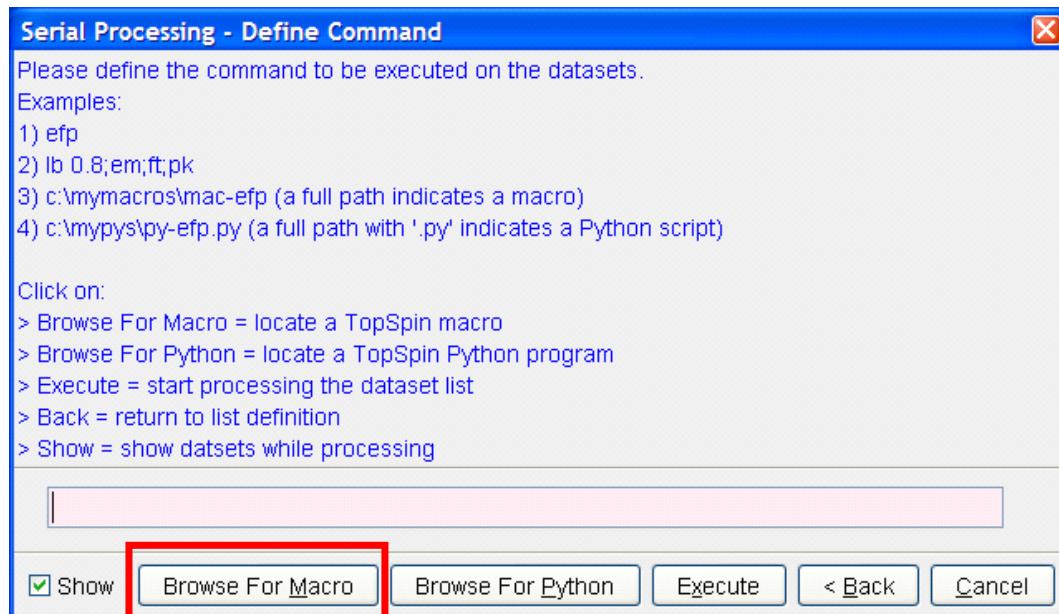 Serial Processing - Define Command
Please define the command to be executed on the datasets.
Examples:
1) efp
2) lb 0.8;em;ft;pk
3) c:\mymacros\mac-efp (a full path indicates a macro)
4) c:\mypys\py-efp.py (a full path with '.py' indicates a Python script)
Click on:
> Browse For Macro = locate a TopSpin macro
> Browse For Python = locate a TopSpin Python program
> Execute = start processing the dataset list
> Back = return to list definition
> Show = show datsets while processing
Show Browse For Macro Browse For Python Execute < Back Cancel